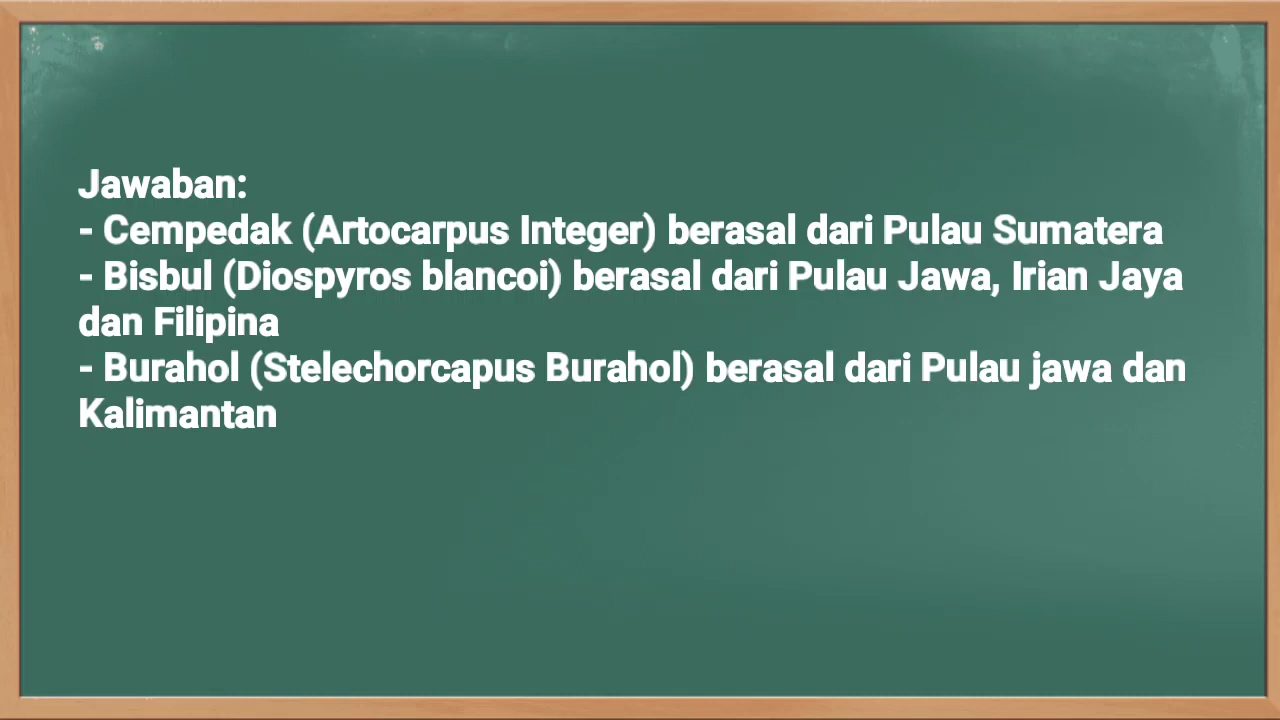 Jawaban:
- Cempedak (Artocarpus Integer) berasal dari Pulau Sumatera
- Bisbul (Diospyros blancoi) berasal dari Pulau Jawa, Irian Jaya
dan Filipina
- Burahol (Stelechorcapus Burahol) berasal dari Pulau jawa dan
Kalimantan